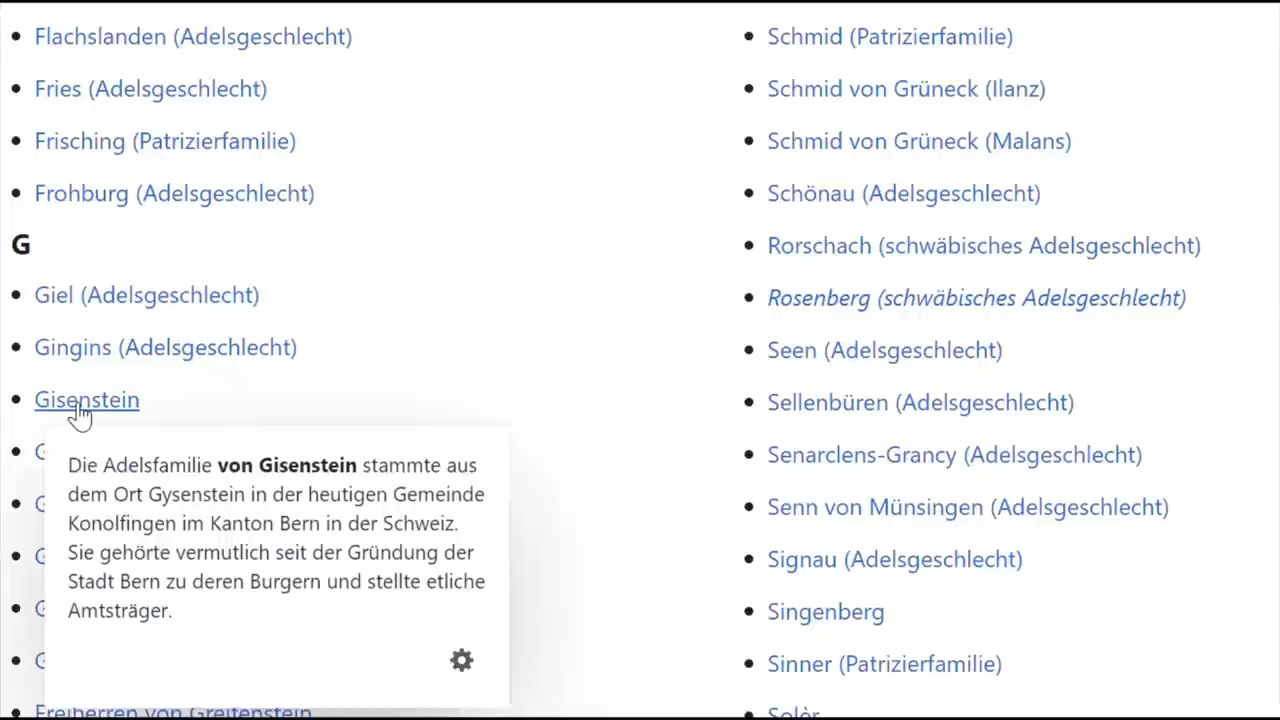 Flachslanden (Adelsgeschlecht)
Fries (Adelsgeschlecht)
Frisching (Patrizierfamilie)
Frohburg (Adelsgeschlecht)
G
Giel (Adelsgeschlecht)
Gingins (Adelsgeschlecht)
Gisenstein
Die Adelsfamilie von Gisenstein stammte aus
dem Ort Gysenstein in der heutigen Gemeinde
Konolfingen im Kanton Bern in der Schweiz.
Sie gehörte vermutlich seit der Gründung der
Stadt Bern zu deren Burgern und stellte etliche
Amtsträger.
Freiherren von Greifenstein
Schmid (Patrizierfamilie)
Schmid von Grüneck (Ilanz)
Schmid von Grüneck (Malans)
Schönau (Adelsgeschlecht)
Rorschach (schwäbisches Adelsgeschlecht)
Rosenberg (schwäbisches Adelsgeschlecht)
Seen (Adelsgeschlecht)
Sellenbüren (Adelsgeschlecht)
Senarclens-Grancy (Adelsgeschlecht)
Senn von Münsingen (Adelsgeschlecht)
Signau (Adelsgeschlecht)
Singenberg
Sinner (Patrizierfamilie)
Solèr